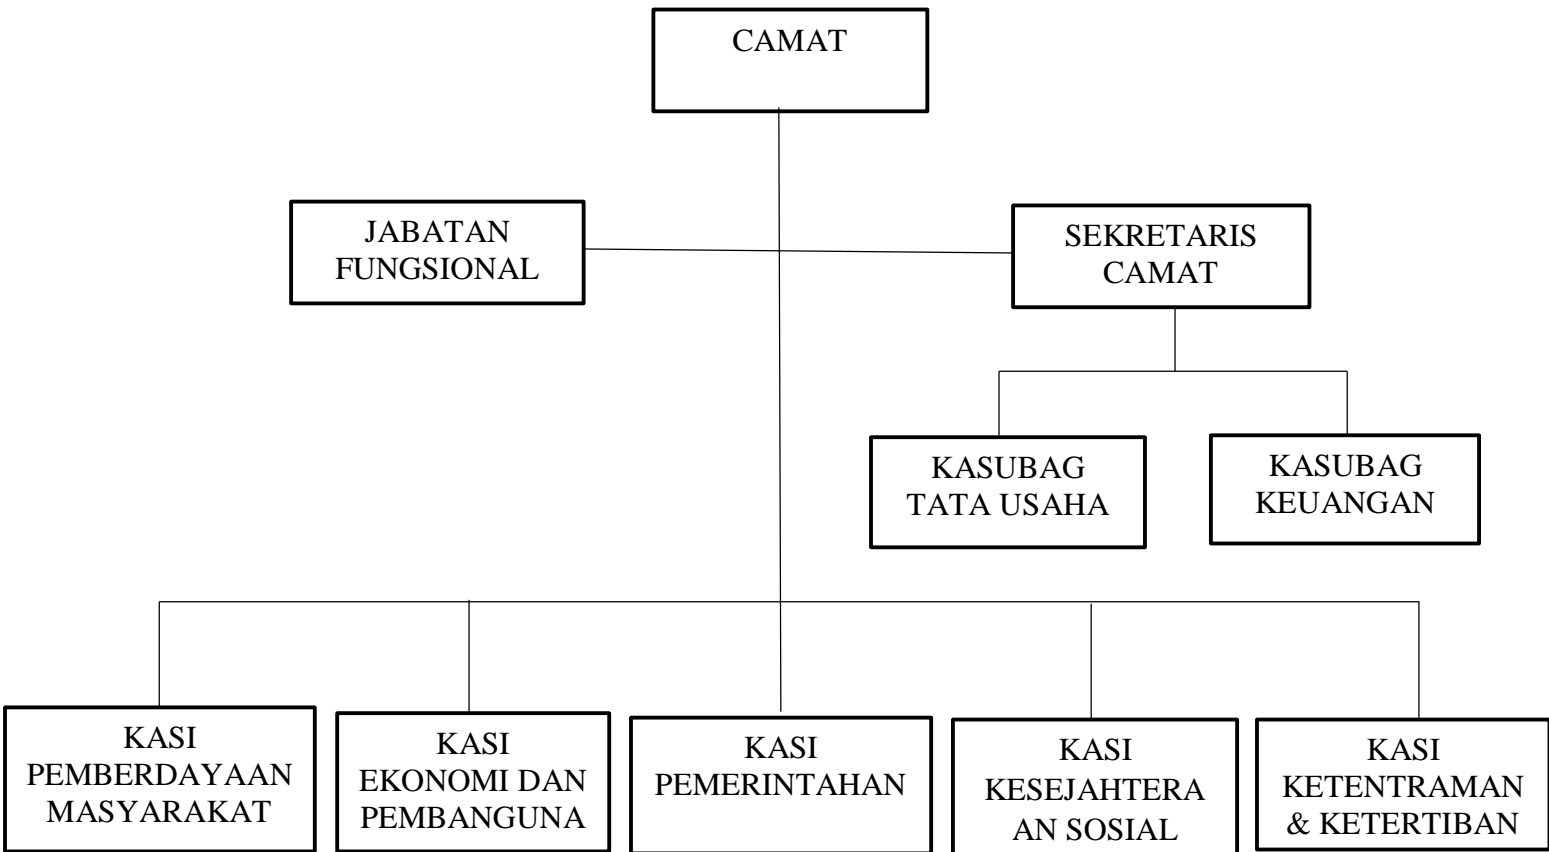 CAMAT
JABATAN
FUNGSIONAL
SEKRETARIS
CAMAT
KASUBAG
TATA USAHA
KASUBAG
KEUANGAN
KASI
PEMBERDAYAAN
MASYARAKAT
KASI
EKONOMI DAN
PEMBANGUNA
KASI
PEMERINTAHAN
KASI
KESEJAHTERA
AN SOSIAL
KASI
KETENTRAMAN
& KETERTIBAN